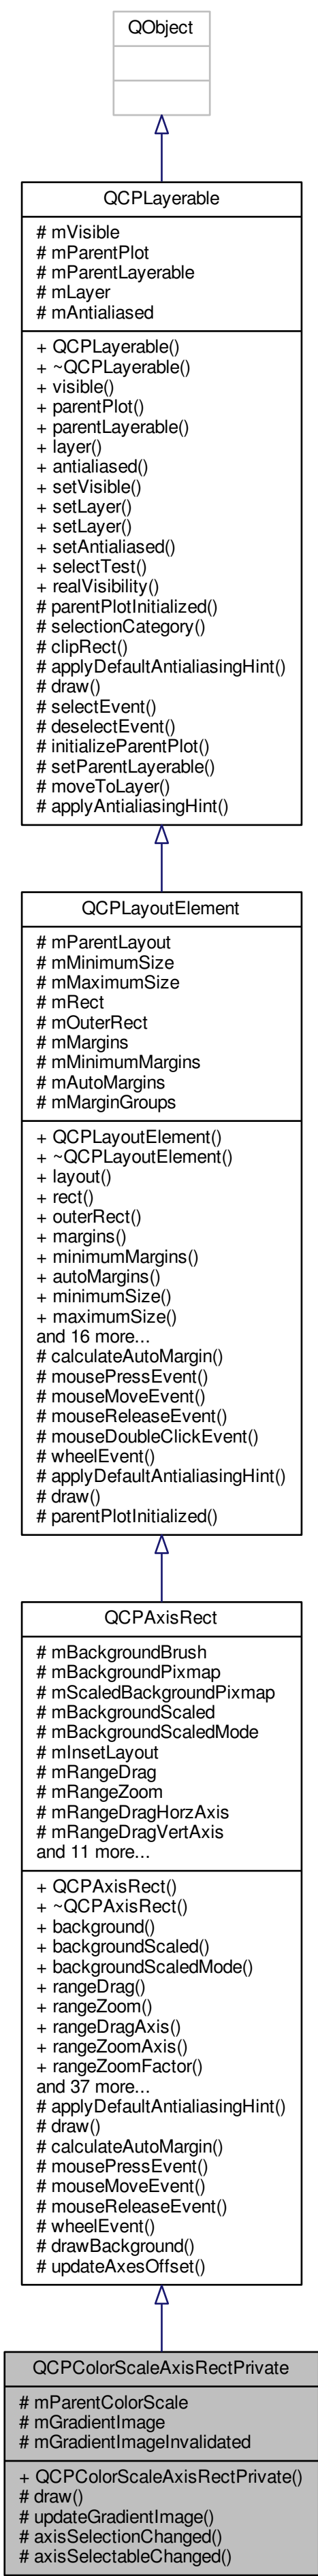 QObject
QCPLayerable
# mVisible
# mParentPlot
# mParentLayerable
# mLayer
# mAntialiased
+ QCPLayerable()
+ ~QCPLayerable()
+ visible()
+ parentPlot()
+ parentLayerable()
+ layer()
+ antialiased()
+ setVisible()
+ setLayer()
+ setLayer()
+ setAntialiased()
+ selectTest()
+ realVisibility()
# parentPlotInitialized()
# selectionCategory()
# clipRect()
# applyDefaultAntialiasingHint()
# draw()
# selectEvent()
# deselectEvent()
# initializeParentPlot()
# setParentLayerable()
# moveToLayer()
# applyAntialiasingHint()
QCPLayoutElement
# mParentLayout
# mMinimumSize
# mMaximumSize
# mRect
# mOuterRect
# mMargins
# mMinimumMargins
# mAutoMargins
# mMarginGroups
+ QCPLayoutElement()
+ ~QCPLayoutElement()
+ layout()
+ rect()
+ outerRect()
+ margins()
+ minimumMargins()
+ autoMargins()
+ minimumSize()
+ maximumSize()
and 16 more...
# calculateAutoMargin()
# mousePressEvent()
# mouseMoveEvent()
# mouseReleaseEvent()
# mouseDoubleClickEvent()
# wheelEvent()
# applyDefaultAntialiasingHint()
# draw()
# parentPlotInitialized()
QCPAxisRect
# mBackgroundBrush
# mBackgroundPixmap
# mScaledBackgroundPixmap
# mBackgroundScaled
# mBackgroundScaledMode
# mInsetLayout
# mRangeDrag
# mRangeZoom
# mRangeDragHorzAxis
# mRangeDragVertAxis
and 11 more...
+ QCPAxisRect()
+ ~QCPAxisRect()
+ background()
+ backgroundScaled()
+ backgroundScaledMode()
+ rangeDrag()
+ rangeZoom()
+ rangeDragAxis()
+ rangeZoomAxis()
+ rangeZoomFactor()
and 37 more...
# applyDefaultAntialiasingHint()
# draw()
# calculateAutoMargin()
# mousePressEvent()
# mouseMoveEvent()
# mouseReleaseEvent()
# wheelEvent()
# drawBackground()
# updateAxesOffset()
QCPColorScaleAxisRectPrivate
# mParentColorScale
# mGradientImage
# mGradientImageInvalidated
+ QCPColorScaleAxisRectPrivate()
# draw()
# updateGradientImage()
# axisSelectionChanged()
# axisSelectableChanged()